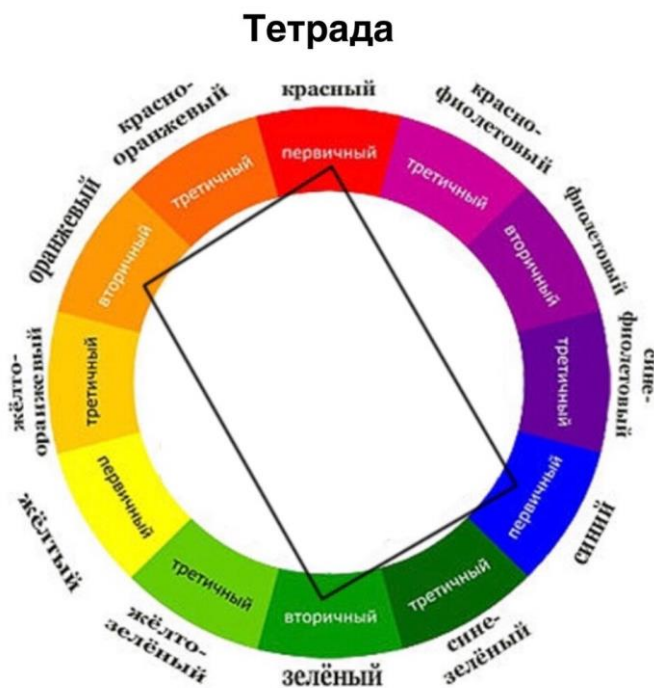 Тетрада
красный
первичный
красно-
фиолетовый
третичный
фиолетовый
вторичный
сине-
фиолетовый
третичный
синий
первичный
сине-
зелёный
третичный
зелёный
вторичный
жёлто-
зелёный
третичный
жёлтый
первичный
жёлто-
оранжевый
третичный
оранжевый
вторичный
красно-
оранжевый
третичный